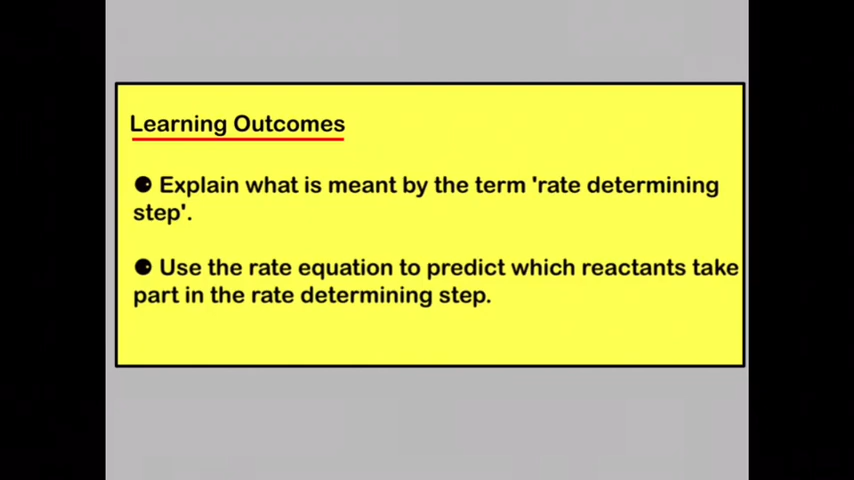 Learning Outcomes
● Explain what is meant by the term 'rate determining
step'.
● Use the rate equation to predict which reactants take
part in the rate determining step.